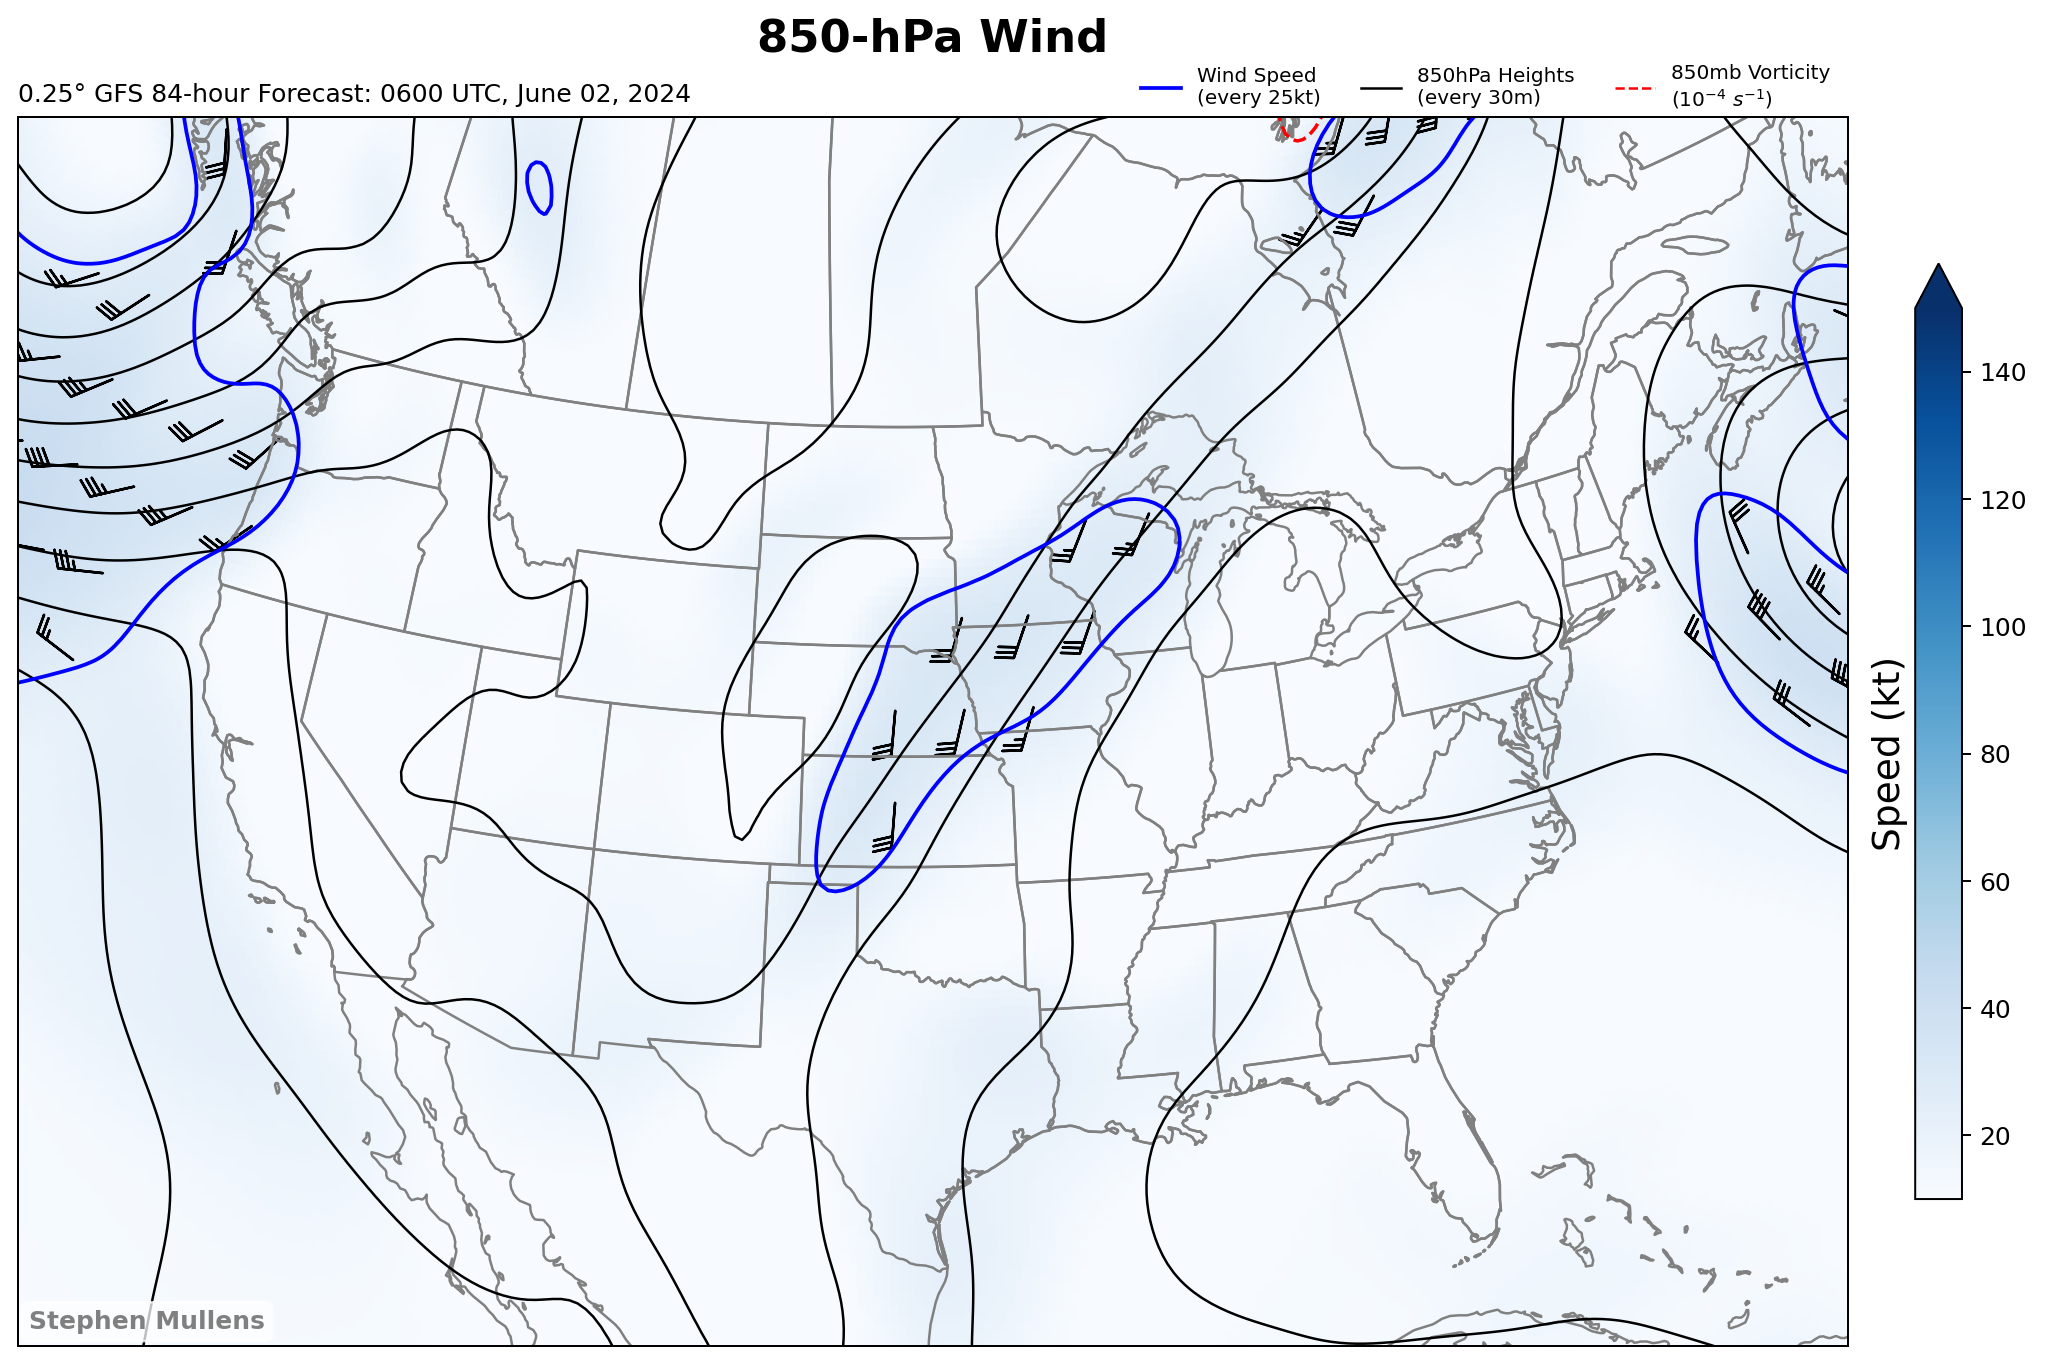 850-hPa Wind
0.25° GFS 84-hour Forecast: 0600 UTC, June 02, 2024
Wind Speed
(every 25kt)
850hPa Heights
(every 30m)
850mb Vorticity
(10⁻⁴ s⁻¹)
140
120
100
80
60
40
20
Speed (kt)
Stephen Mullens